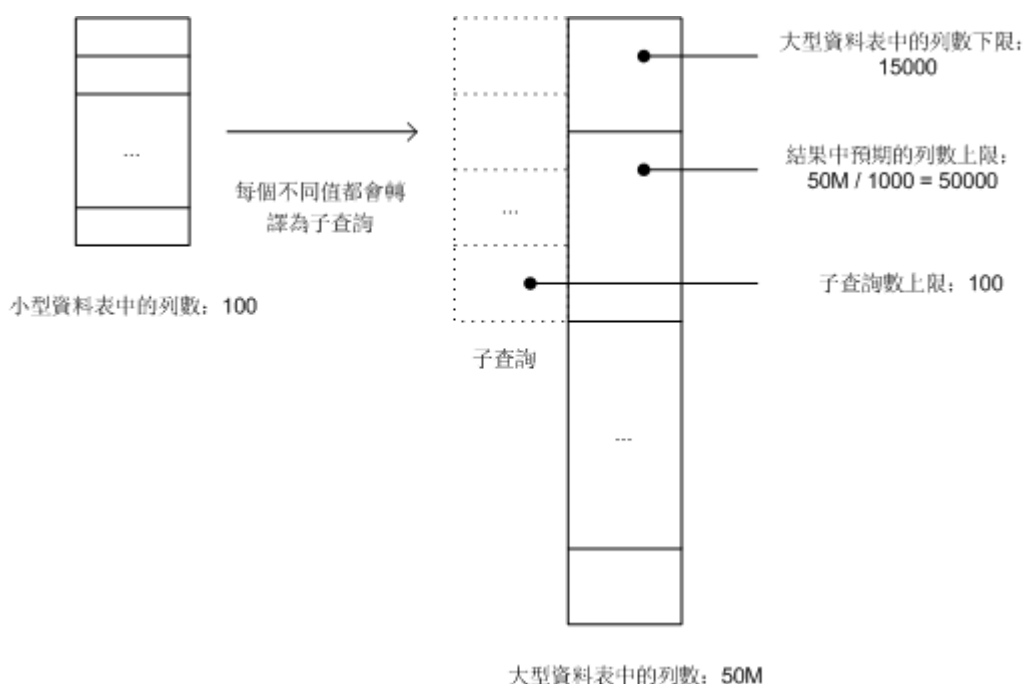 ...
小型資料表中的列數：100
每個不同值都會轉
譯為子查詢
...
子查詢
大型資料表中的列數下限：
15000
結果中預期的列數上限：
50M / 1000 = 50000
子查詢數上限：100
...
大型資料表中的列數：50M